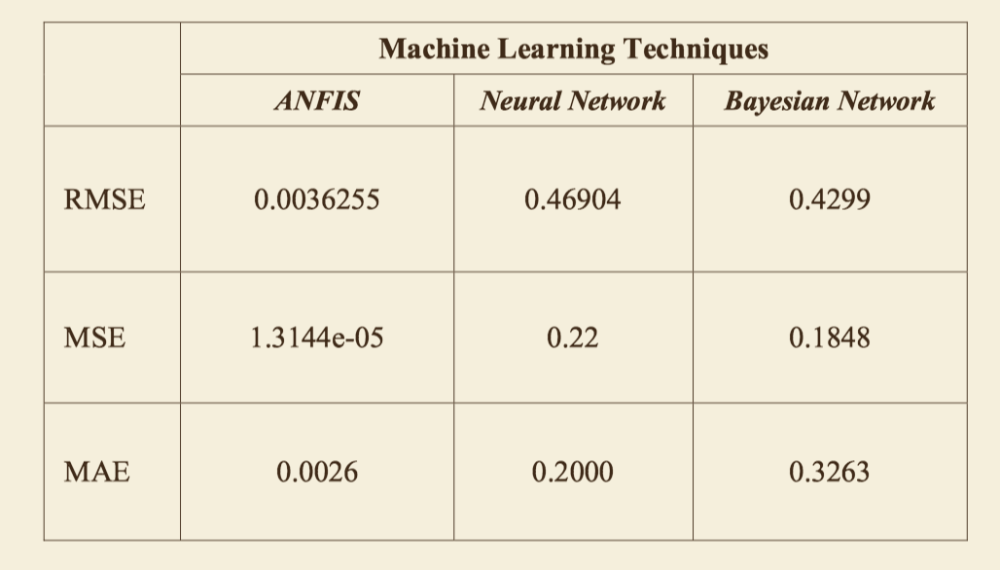 Machine Learning Techniques
ANFIS Neural Network Bayesian Network
RMSE 0.0036255 0.46904 0.4299
MSE 1.3144e-05 0.22 0.1848
MAE 0.0026 0.2000 0.3263